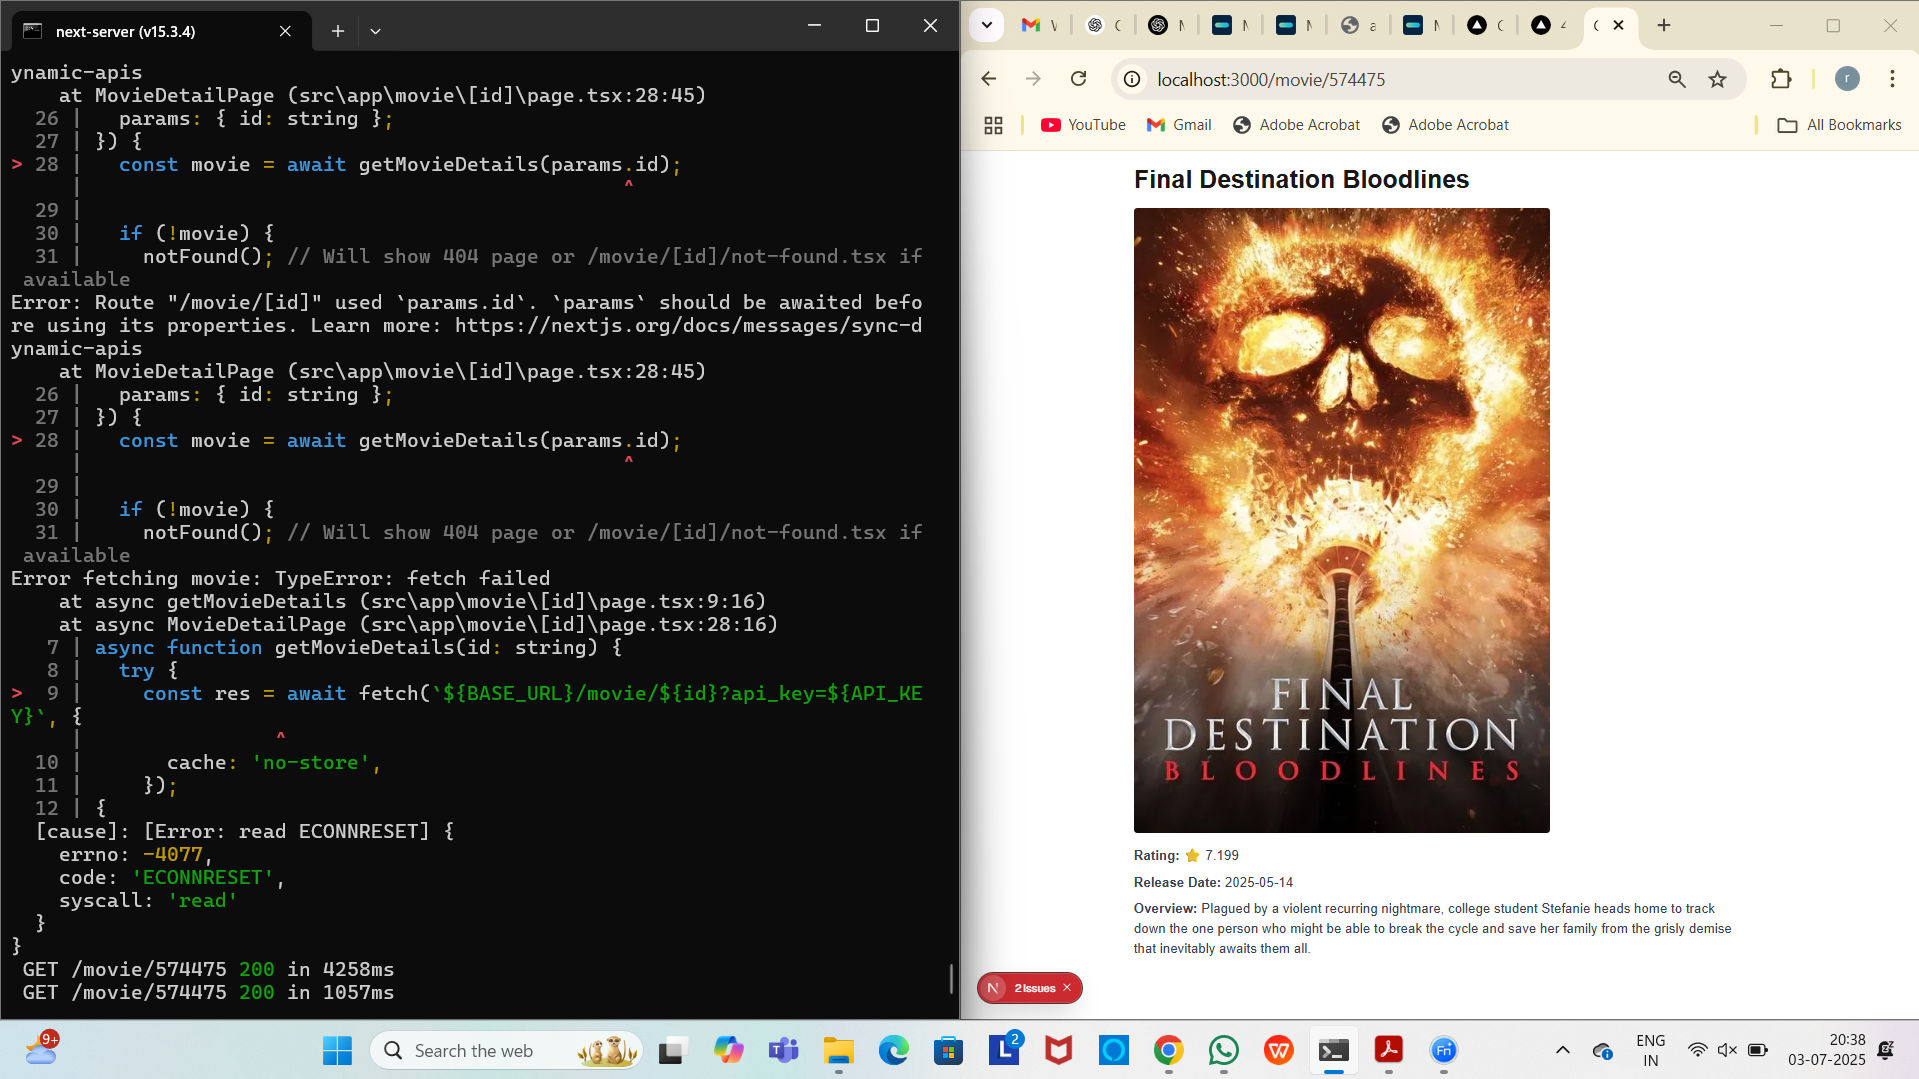 next-server (v15.3.4)
ynamic-apis
    at MovieDetailPage (src\app\movie\[id]\page.tsx:28:45)
  26 |   params: { id: string };
  27 | }) {
> 28 |   const movie = await getMovieDetails(params.id);
     |                                             ^
  29 |
  30 |   if (!movie) {
  31 |     notFound(); // Will show 404 page or /movie/[id]/not-found.tsx if
 available
Error: Route "/movie/[id]" used `params.id`. `params` should be awaited befo
re using its properties. Learn more: https://nextjs.org/docs/messages/sync-d
ynamic-apis
    at MovieDetailPage (src\app\movie\[id]\page.tsx:28:45)
  26 |   params: { id: string };
  27 | }) {
> 28 |   const movie = await getMovieDetails(params.id);
     |                                             ^
  29 |
  30 |   if (!movie) {
  31 |     notFound(); // Will show 404 page or /movie/[id]/not-found.tsx if
 available
Error fetching movie: TypeError: fetch failed
    at async getMovieDetails (src\app\movie\[id]\page.tsx:9:16)
    at async MovieDetailPage (src\app\movie\[id]\page.tsx:28:16)
   7 | async function getMovieDetails(id: string) {
   8 |   try {
>  9 |     const res = await fetch(`${BASE_URL}/movie/${id}?api_key=${API_KE
Y}`, {
     |                ^
  10 |       cache: 'no-store',
  11 |     });
  12 | {
  [cause]: [Error: read ECONNRESET] {
    errno: -4077,
    code: 'ECONNRESET',
    syscall: 'read'
  }
}
 GET /movie/574475 200 in 4258ms
 GET /movie/574475 200 in 1057ms
localhost:3000/movie/574475
r
YouTube
Gmail
Adobe Acrobat
Adobe Acrobat
All Bookmarks
Final Destination Bloodlines
FINAL
DESTINATION
BLOODLINES
Rating: ⭐ 7.199
Release Date: 2025-05-14
Overview: Plagued by a violent recurring nightmare, college student Stefanie heads home to track
down the one person who might be able to break the cycle and save her family from the grisly demise
that inevitably awaits them all.
N 2 Issues
9+
Search the web
2
Fn
ENG
IN
20:38
03-07-2025